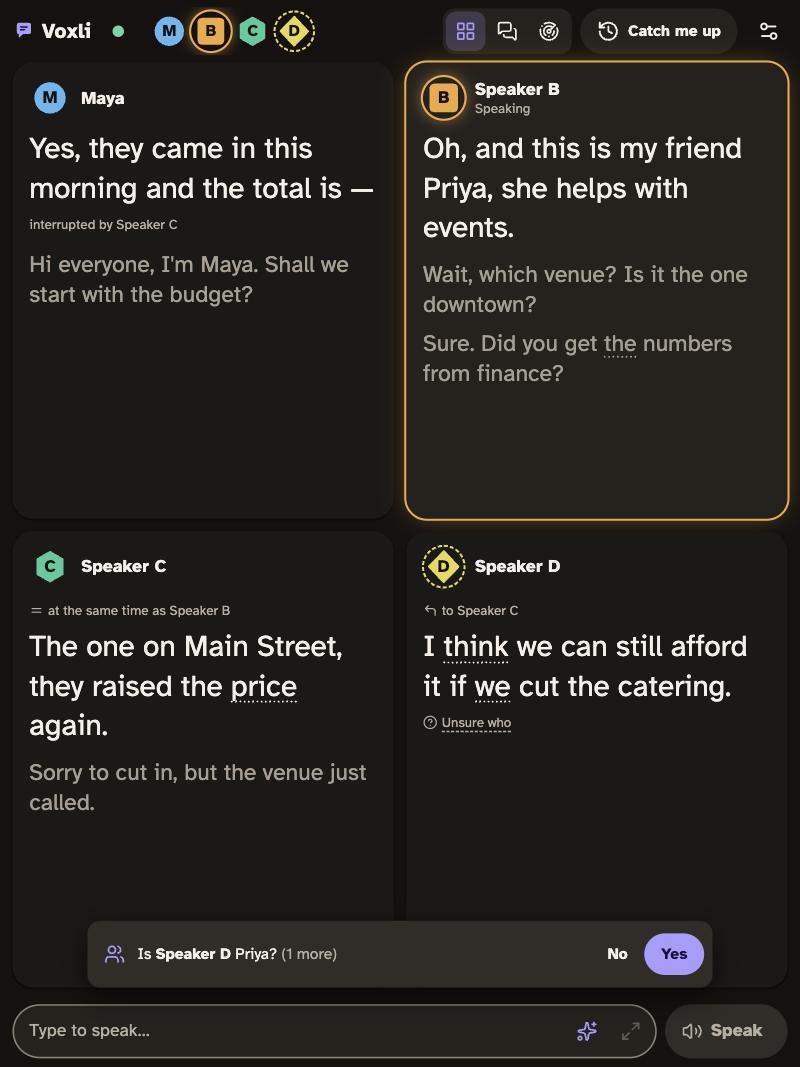 Voxli
M
B
C
D
Catch me up
M
Maya
Yes, they came in this
morning and the total is —
interrupted by Speaker C
Hi everyone, I'm Maya. Shall we
start with the budget?
B
Speaker B
Speaking
Oh, and this is my friend
Priya, she helps with
events.
Wait, which venue? Is it the one
downtown?
Sure. Did you get the numbers
from finance?
C
Speaker C
at the same time as Speaker B
The one on Main Street,
they raised the price
again.
Sorry to cut in, but the venue just
called.
D
Speaker D
to Speaker C
I think we can still afford
it if we cut the catering.
Unsure who
Is Speaker D Priya? (1 more)
No
Yes
Type to speak...
Speak